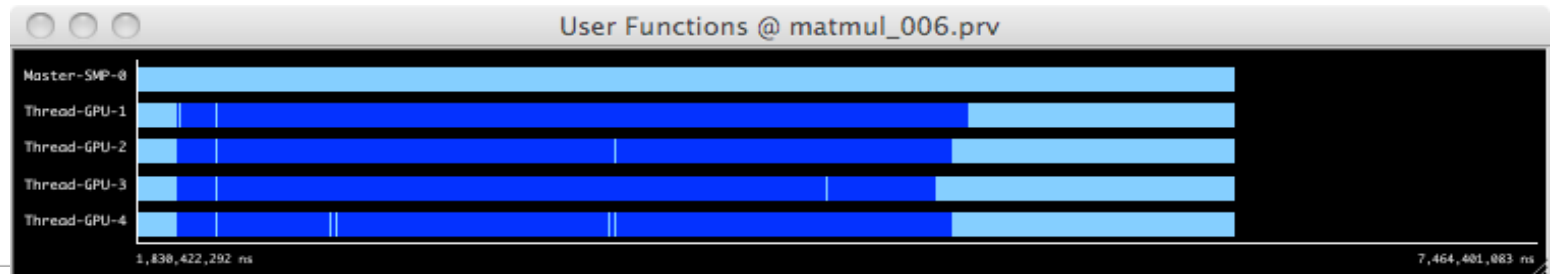 User Functions @ matmul_006.prv
Master-SMP-0
Thread-GPU-1
Thread-GPU-2
Thread-GPU-3
Thread-GPU-4
1,830,422,292 ns
7,464,401,083 ns